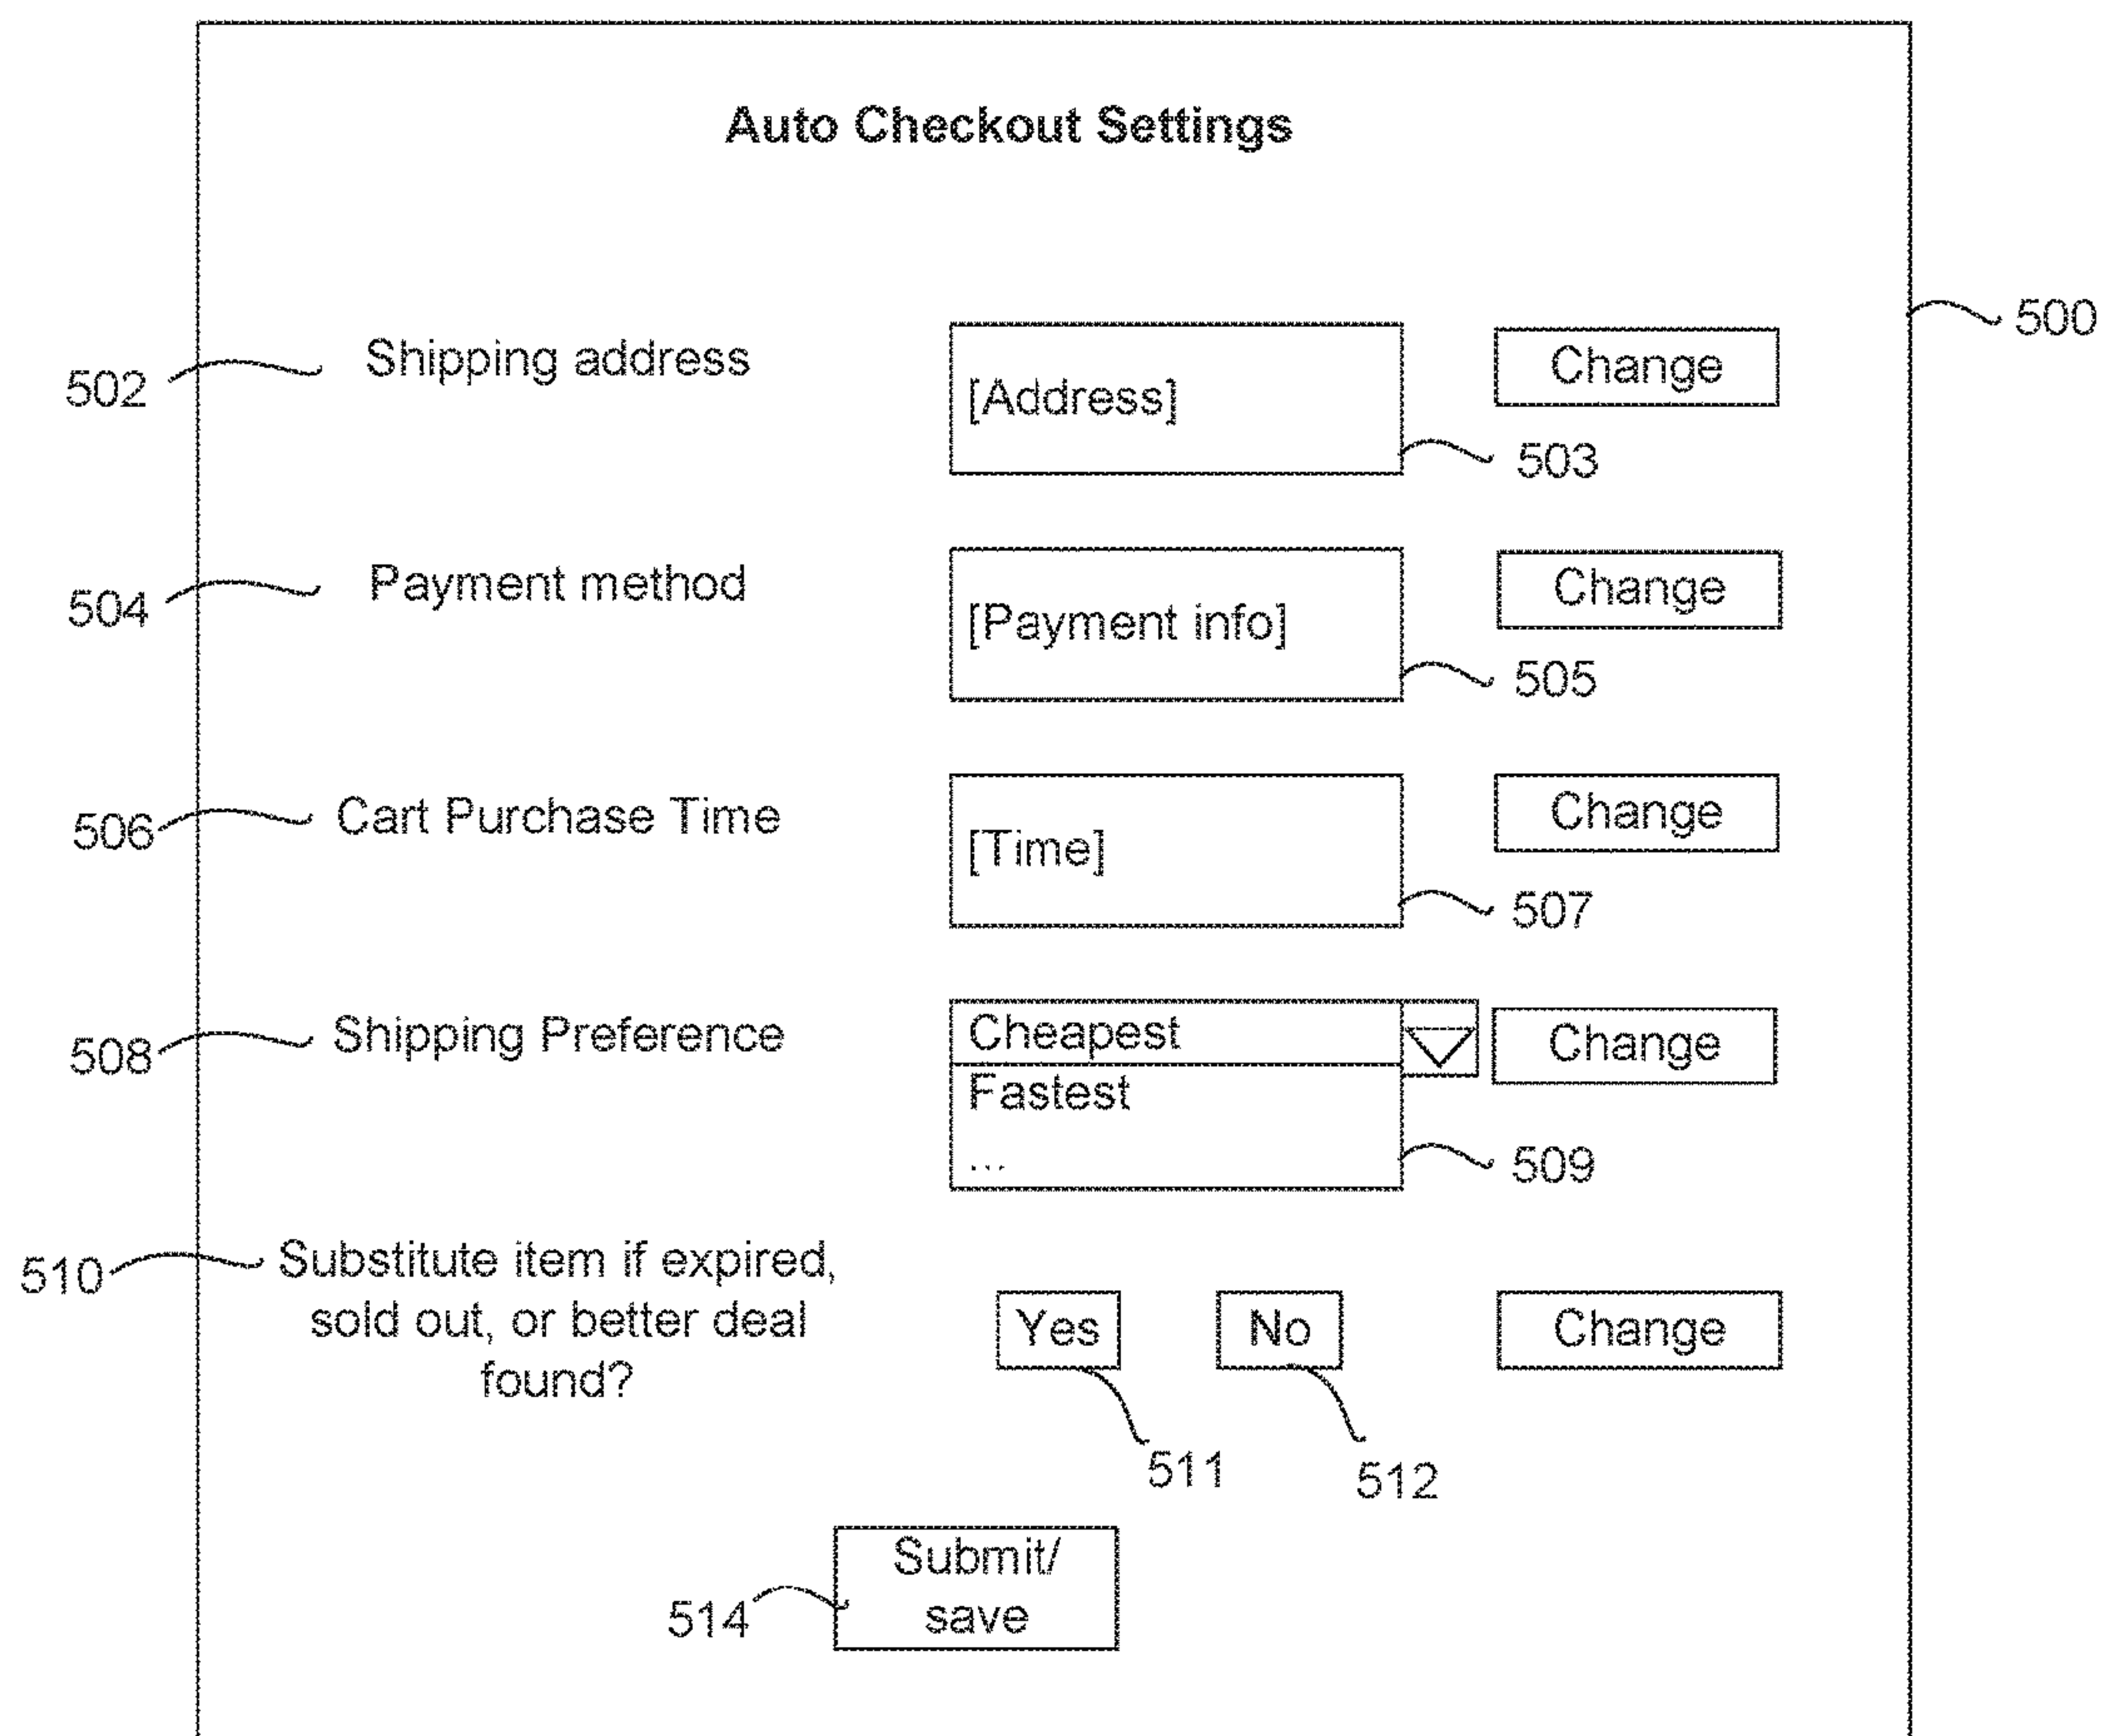 Auto Checkout Settings
500
502
Shipping address
[Address]
Change
503
504
Payment method
[Payment info]
Change
505
506
Cart Purchase Time
[Time]
Change
507
508
Shipping Preference
Cheapest
Change
Fastest
...
509
510
Substitute item if expired,
sold out, or better deal
found?
Yes
No
Change
511
512
514
Submit/
save